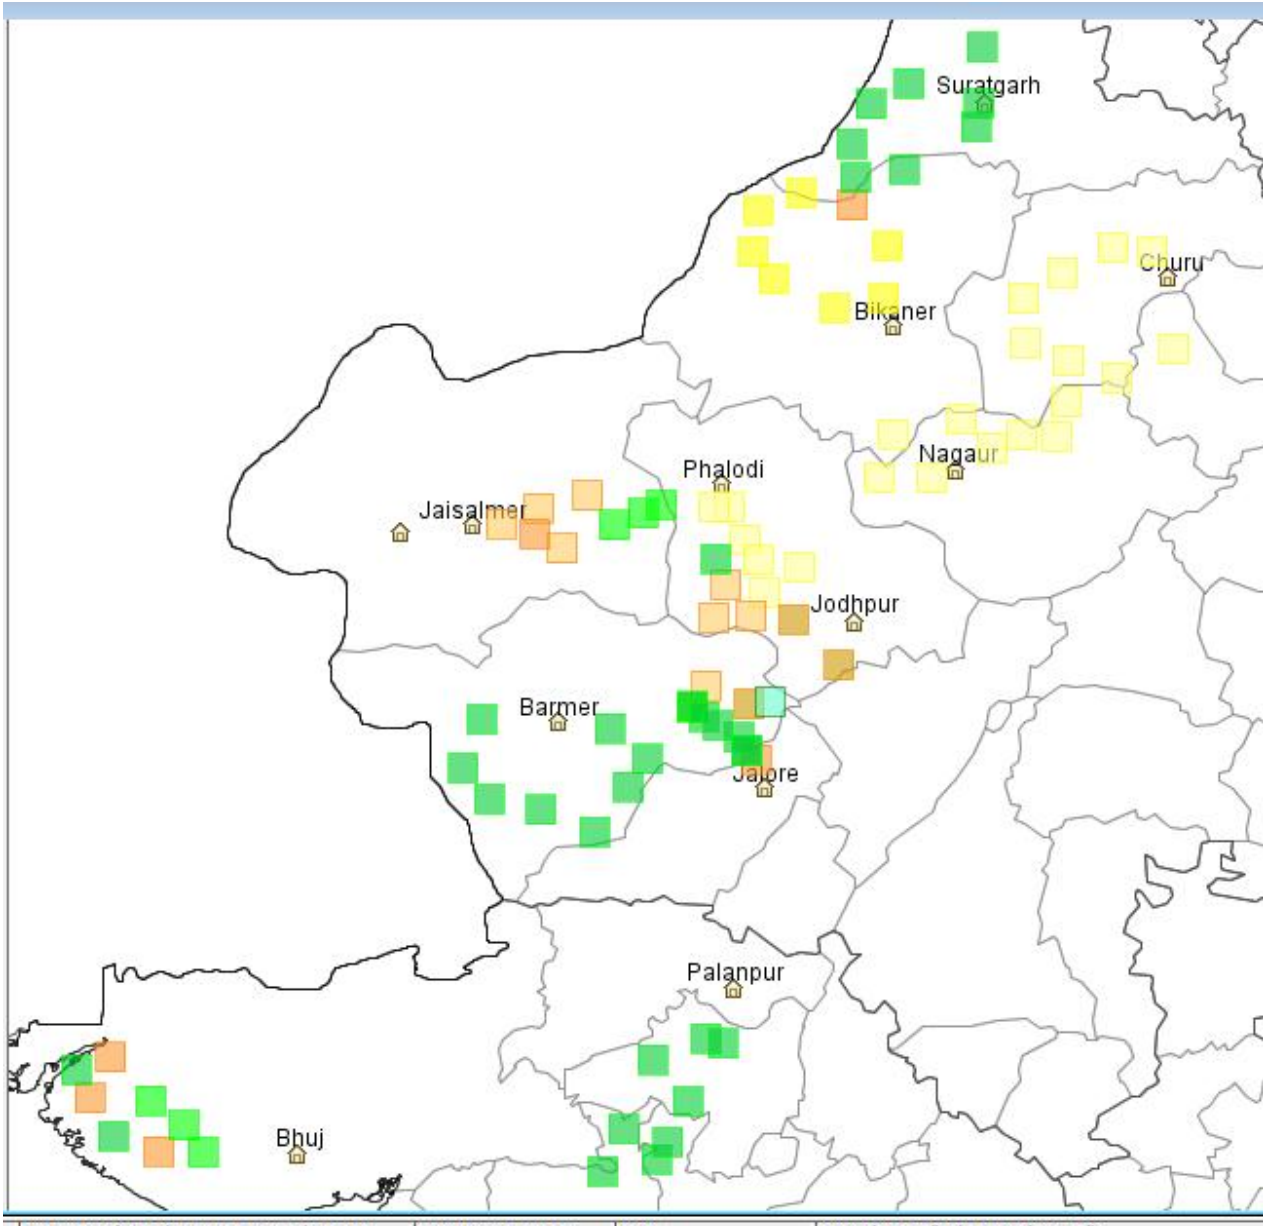 Suratgarh
Churu
Bikaner
Nagaur
Phalodi
Jaisalmer
Jodhpur
Barmer
Jalore
Palanpur
Bhuj